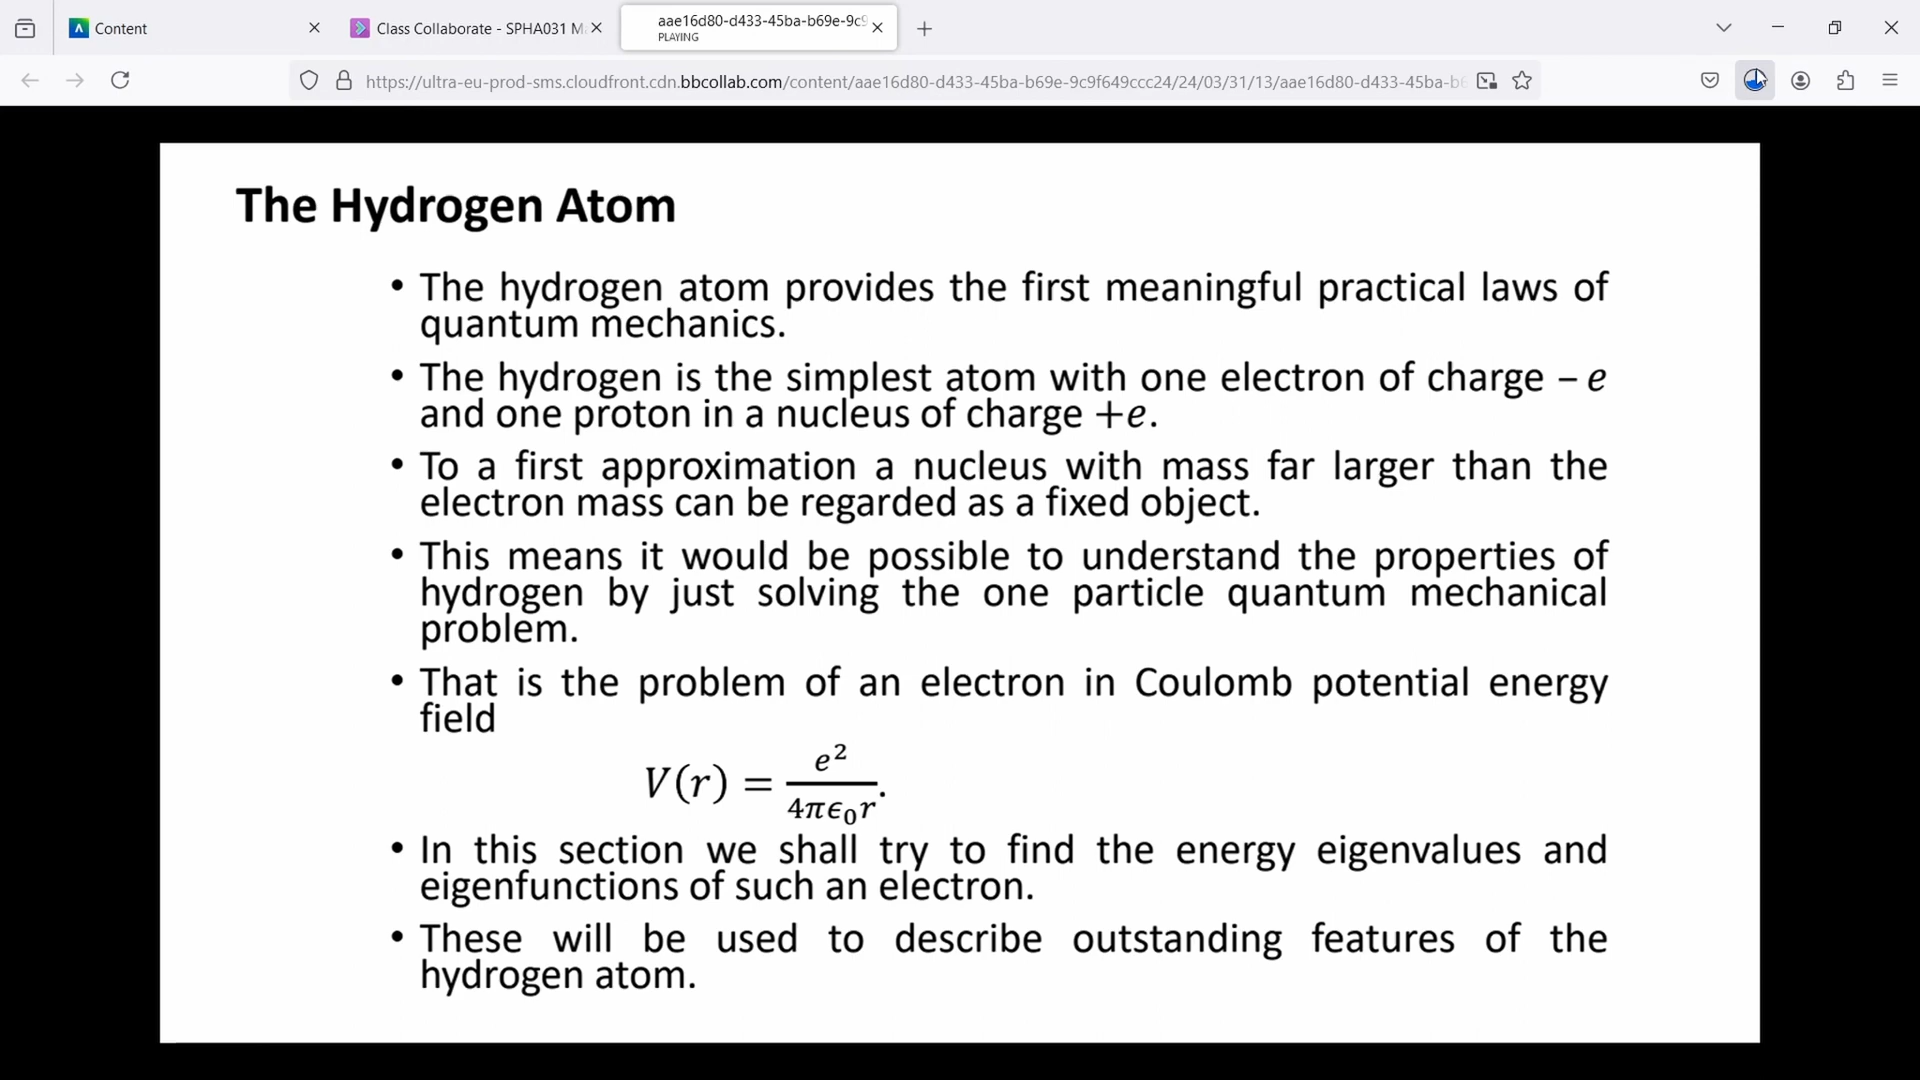 Content
Class Collaborate - SPHA031 M
aae16d80-d433-45ba-b69e-9c9
PLAYING
https://ultra-eu-prod-sms.cloudfront.cdn.bbcollab.com/content/aae16d80-d433-45ba-b69e-9c9f649ccc24/24/03/31/13/aae16d80-d433-45ba-b6
The Hydrogen Atom
• The hydrogen atom provides the first meaningful practical laws of
quantum mechanics.
• The hydrogen is the simplest atom with one electron of charge – e
and one proton in a nucleus of charge +e.
• To a first approximation a nucleus with mass far larger than the
electron mass can be regarded as a fixed object.
• This means it would be possible to understand the properties of
hydrogen by just solving the one particle quantum mechanical
problem.
• That is the problem of an electron in Coulomb potential energy
field
V(r) = e² / 4πϵ₀r.
• In this section we shall try to find the energy eigenvalues and
eigenfunctions of such an electron.
• These will be used to describe outstanding features of the
hydrogen atom.